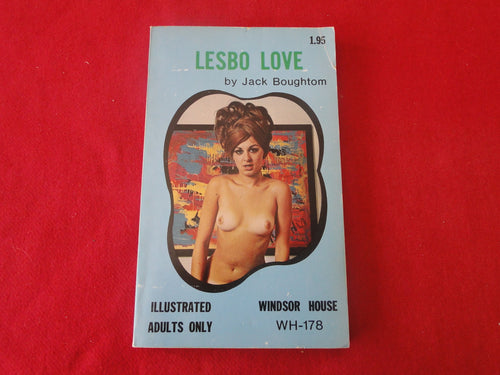 1.95
LESBO LOVE
by Jack Boughtom
ILLUSTRATED WINDSOR HOUSE
ADULTS ONLY WH-178